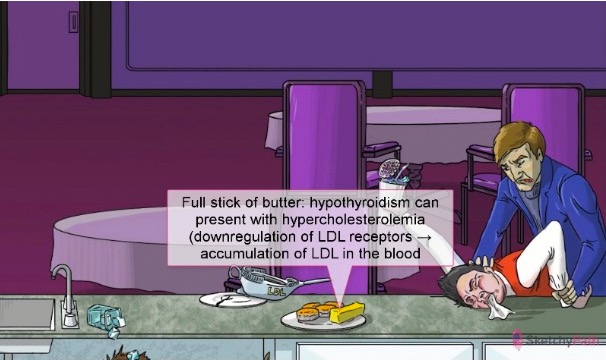 Full stick of butter: hypothyroidism can
present with hypercholesterolemia
(downregulation of LDL receptors →
accumulation of LDL in the blood
LDL